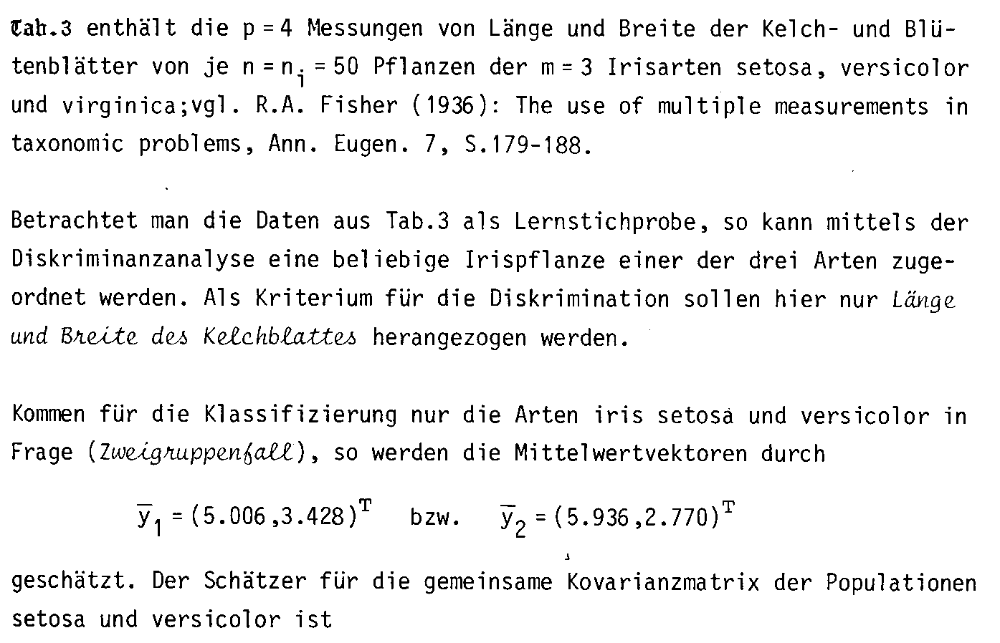 Tab.3 enthält die p = 4 Messungen von Länge und Breite der Kelch- und Blü-
tenblätter von je n = n_i = 50 Pflanzen der m = 3 Irisarten setosa, versicolor
und virginica;vgl. R.A. Fisher (1936): The use of multiple measurements in
taxonomic problems, Ann. Eugen. 7, S.179-188.
Betrachtet man die Daten aus Tab.3 als Lernstichprobe, so kann mittels der
Diskriminanzanalyse eine beliebige Irispflanze einer der drei Arten zuge-
ordnet werden. Als Kriterium für die Diskrimination sollen hier nur Länge
und Breite des Kelchblattes herangezogen werden.
Kommen für die Klassifizierung nur die Arten iris setosa und versicolor in
Frage (Zweigruppenfall), so werden die Mittelwertvektoren durch
ȳ₁ = (5.006,3.428)ᵀ bzw. ȳ₂ = (5.936,2.770)ᵀ
geschätzt. Der Schätzer für die gemeinsame Kovarianzmatrix der Populationen
setosa und versicolor ist